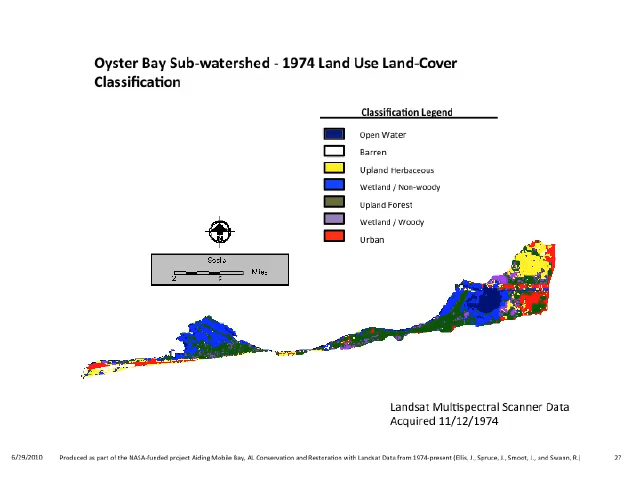 Oyster Bay Sub-watershed - 1974 Land Use Land-Cover
Classification
Classification Legend
Open Water
Barren
Upland Herbaceous
Wetland / Non-woody
Upland Forest
Wetland / Woody
Urban
N
Scale
Miles
2
Landsat Multispectral Scanner Data
Acquired 11/12/1974
6/29/2010
Produced as part of the NASA-funded project Aiding Mobile Bay, AL Conservation and Restoration with Landsat Data from 1974-present (Ellis, J., Spruce, J., Smoot, J., and Swann, R.)